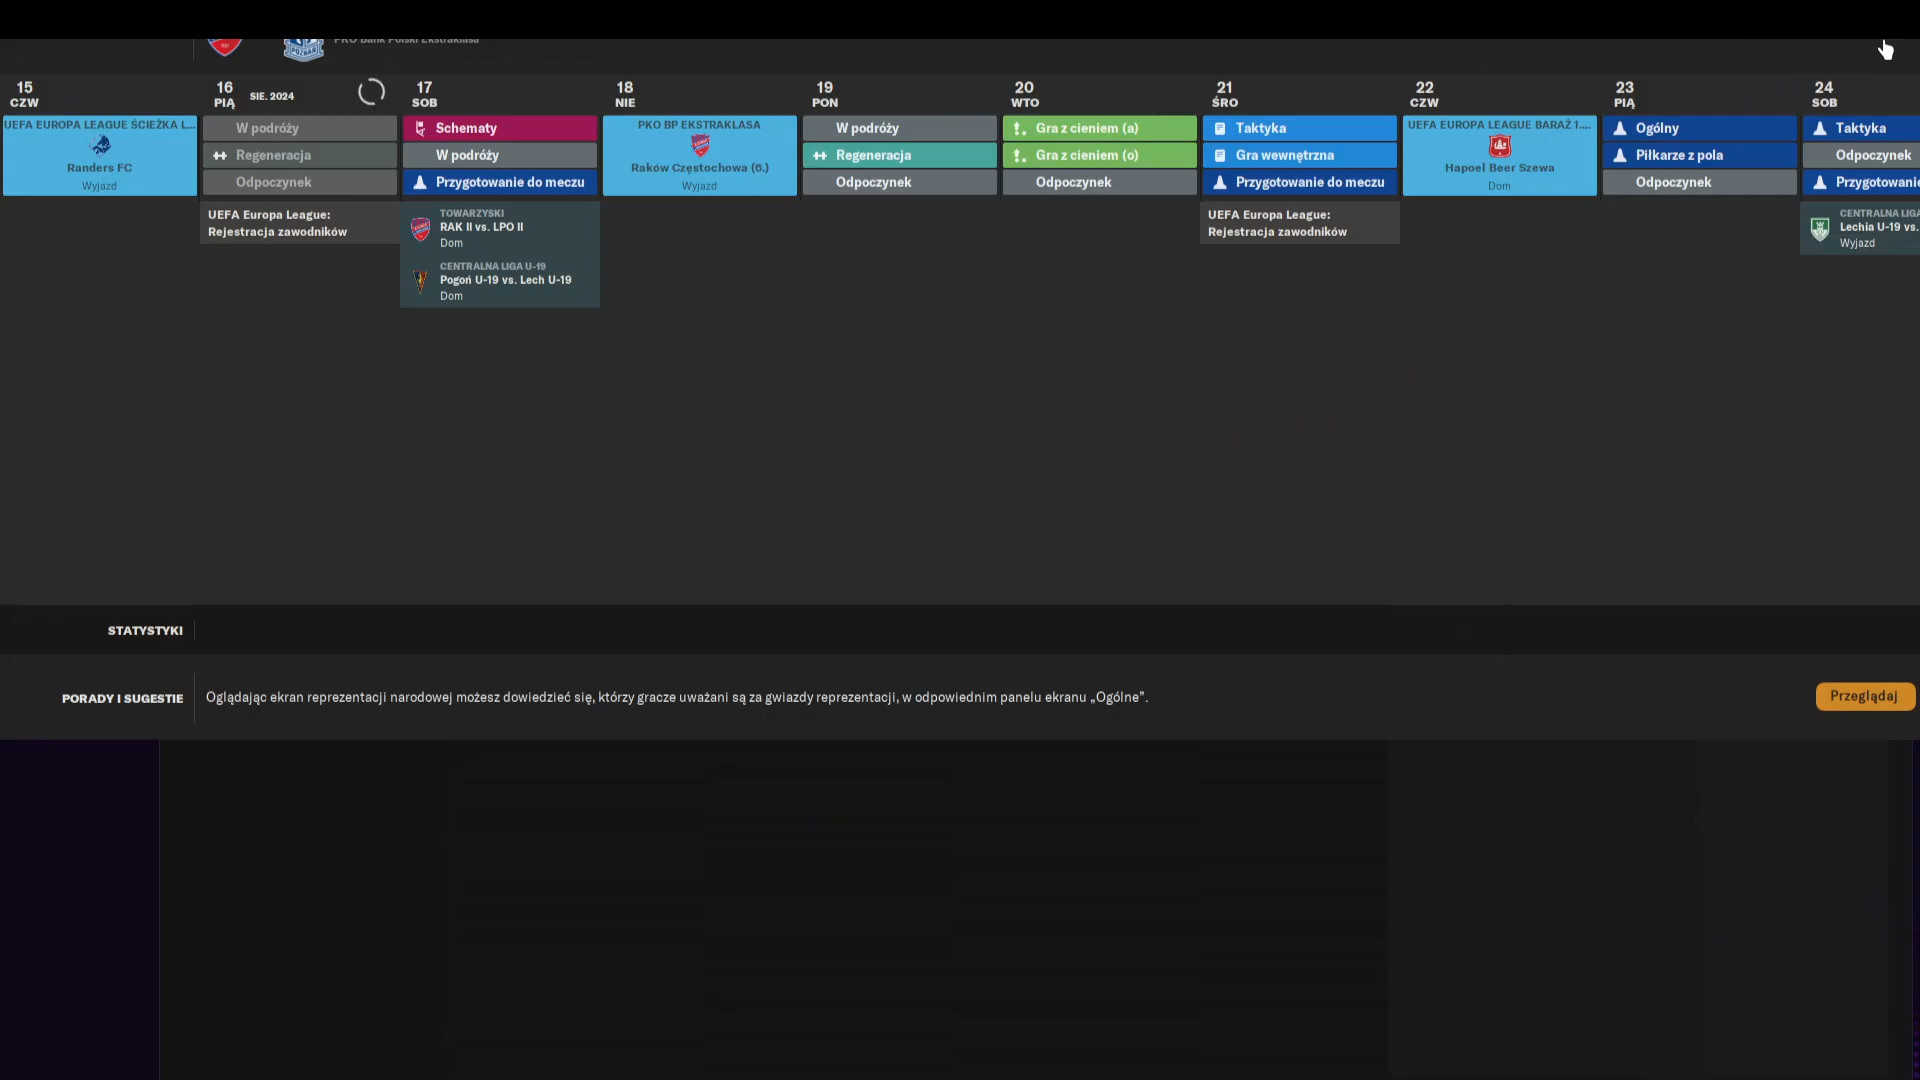 PKO Bank Polski Ekstraklasa
15
CZW
16
PIĄ
SIE. 2024
17
SOB
18
NIE
19
PON
20
WTO
21
ŚRO
22
CZW
23
PIĄ
24
SOB
UEFA EUROPA LEAGUE ŚCIEŻKA L...
Randers FC
Wyjazd
W podróży
Regeneracja
Odpoczynek
UEFA Europa League:
Rejestracja zawodników
Schematy
W podróży
Przygotowanie do meczu
TOWARZYSKI
RAK II vs. LPO II
Dom
CENTRALNA LIGA U-19
Pogoń U-19 vs. Lech U-19
Dom
PKO BP EKSTRAKLASA
Raków Częstochowa (6.)
Wyjazd
W podróży
Regeneracja
Odpoczynek
Gra z cieniem (a)
Gra z cieniem (o)
Odpoczynek
Taktyka
Gra wewnętrzna
Przygotowanie do meczu
UEFA Europa League:
Rejestracja zawodników
UEFA EUROPA LEAGUE BARAŻ 1....
Hapoel Beer Szewa
Dom
Ogólny
Piłkarze z pola
Odpoczynek
Taktyka
Odpoczynek
Przygotowanie
CENTRALNA LIGA
Lechia U-19 vs.
Wyjazd
STATYSTYKI
PORADY I SUGESTIE
Oglądając ekran reprezentacji narodowej możesz dowiedzieć się, którzy gracze uważani są za gwiazdy reprezentacji, w odpowiednim panelu ekranu „Ogólne”.
Przeglądaj